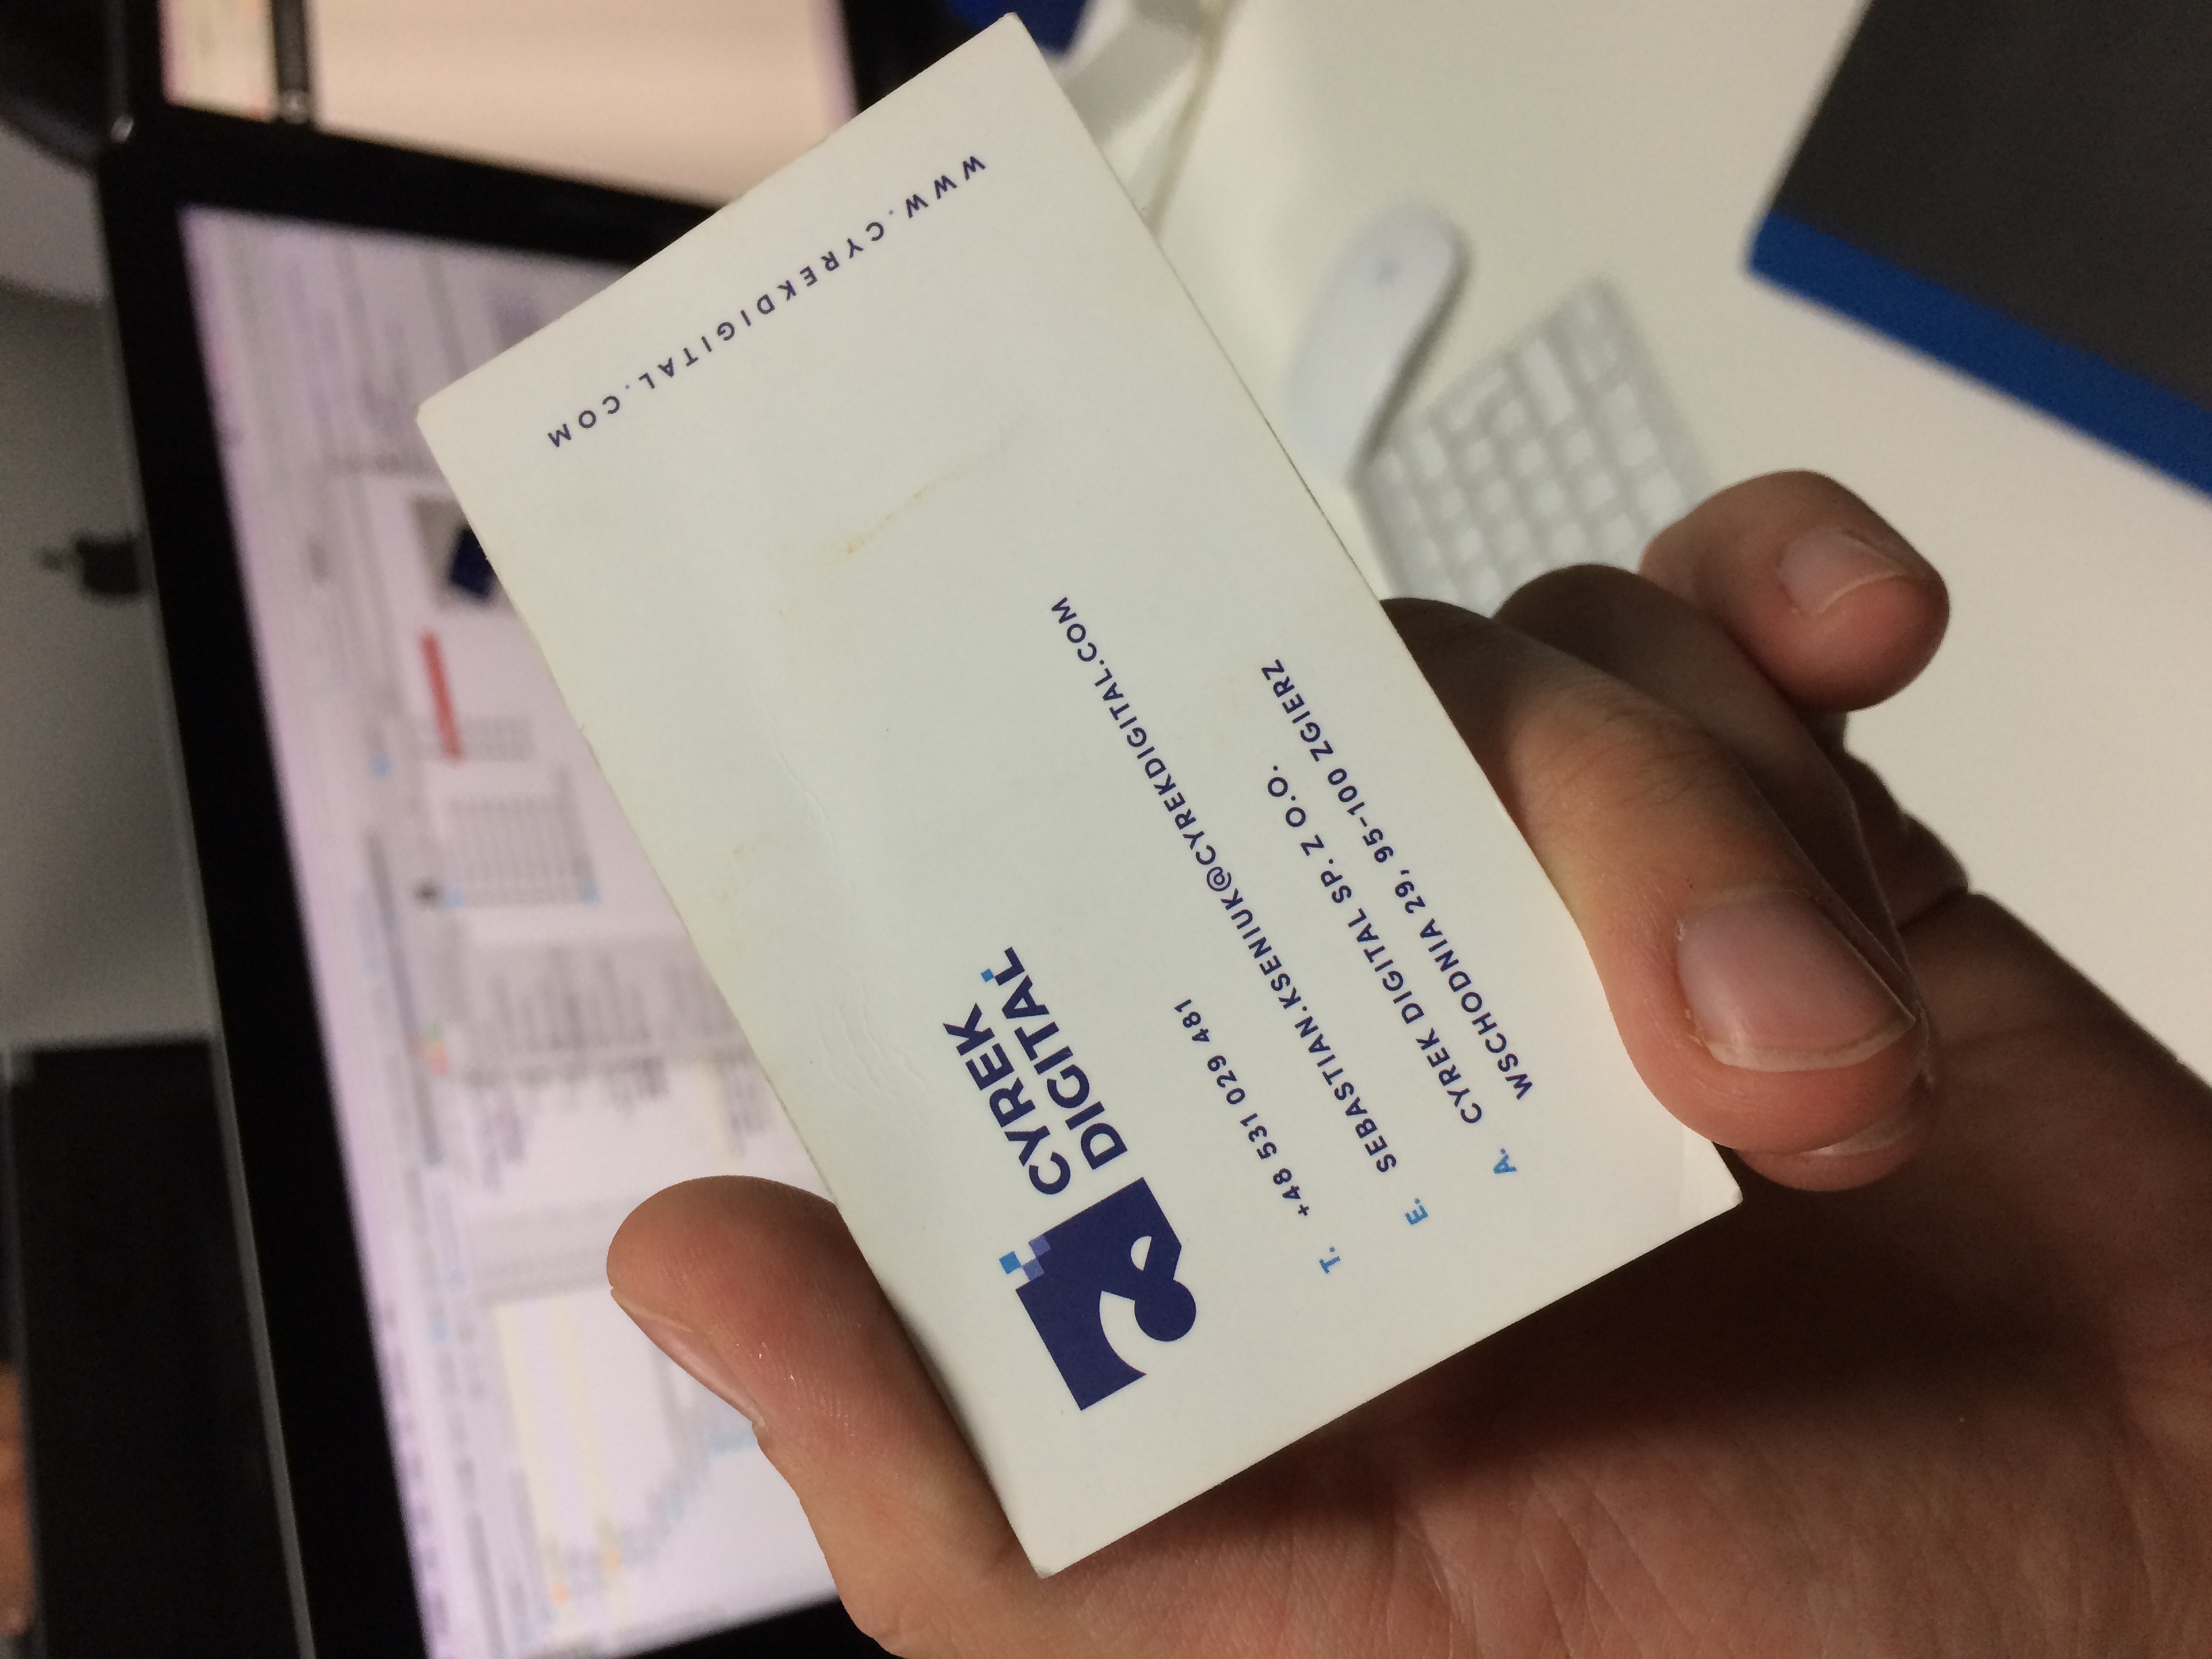 CYREK
DIGITAL
T. +48 531 029 481
E. SEBASTIAN.KSENIUK@CYREKDIGITAL.COM
A. CYREK DIGITAL SP. Z O.O.
WSCHODNIA 29, 95-100 ZGIERZ
WWW.CYREKDIGITAL.COM